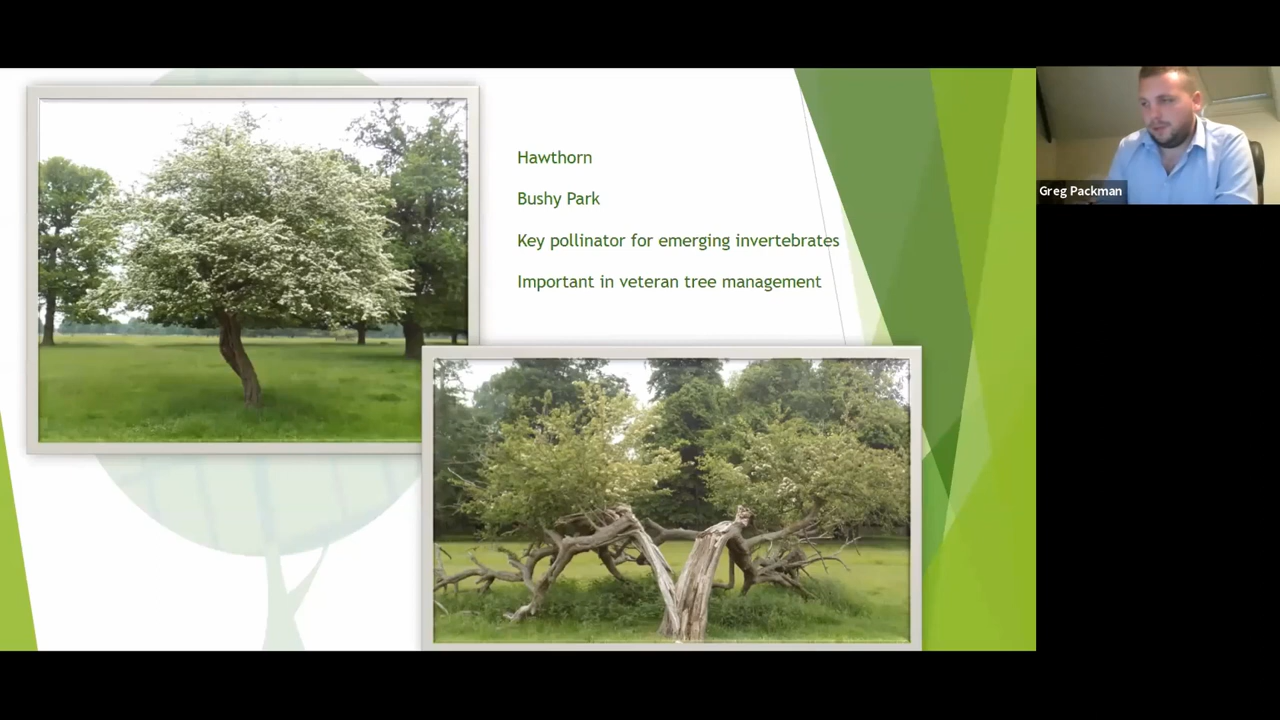 Hawthorn
Bushy Park
Key pollinator for emerging invertebrates
Important in veteran tree management
Greg Packman